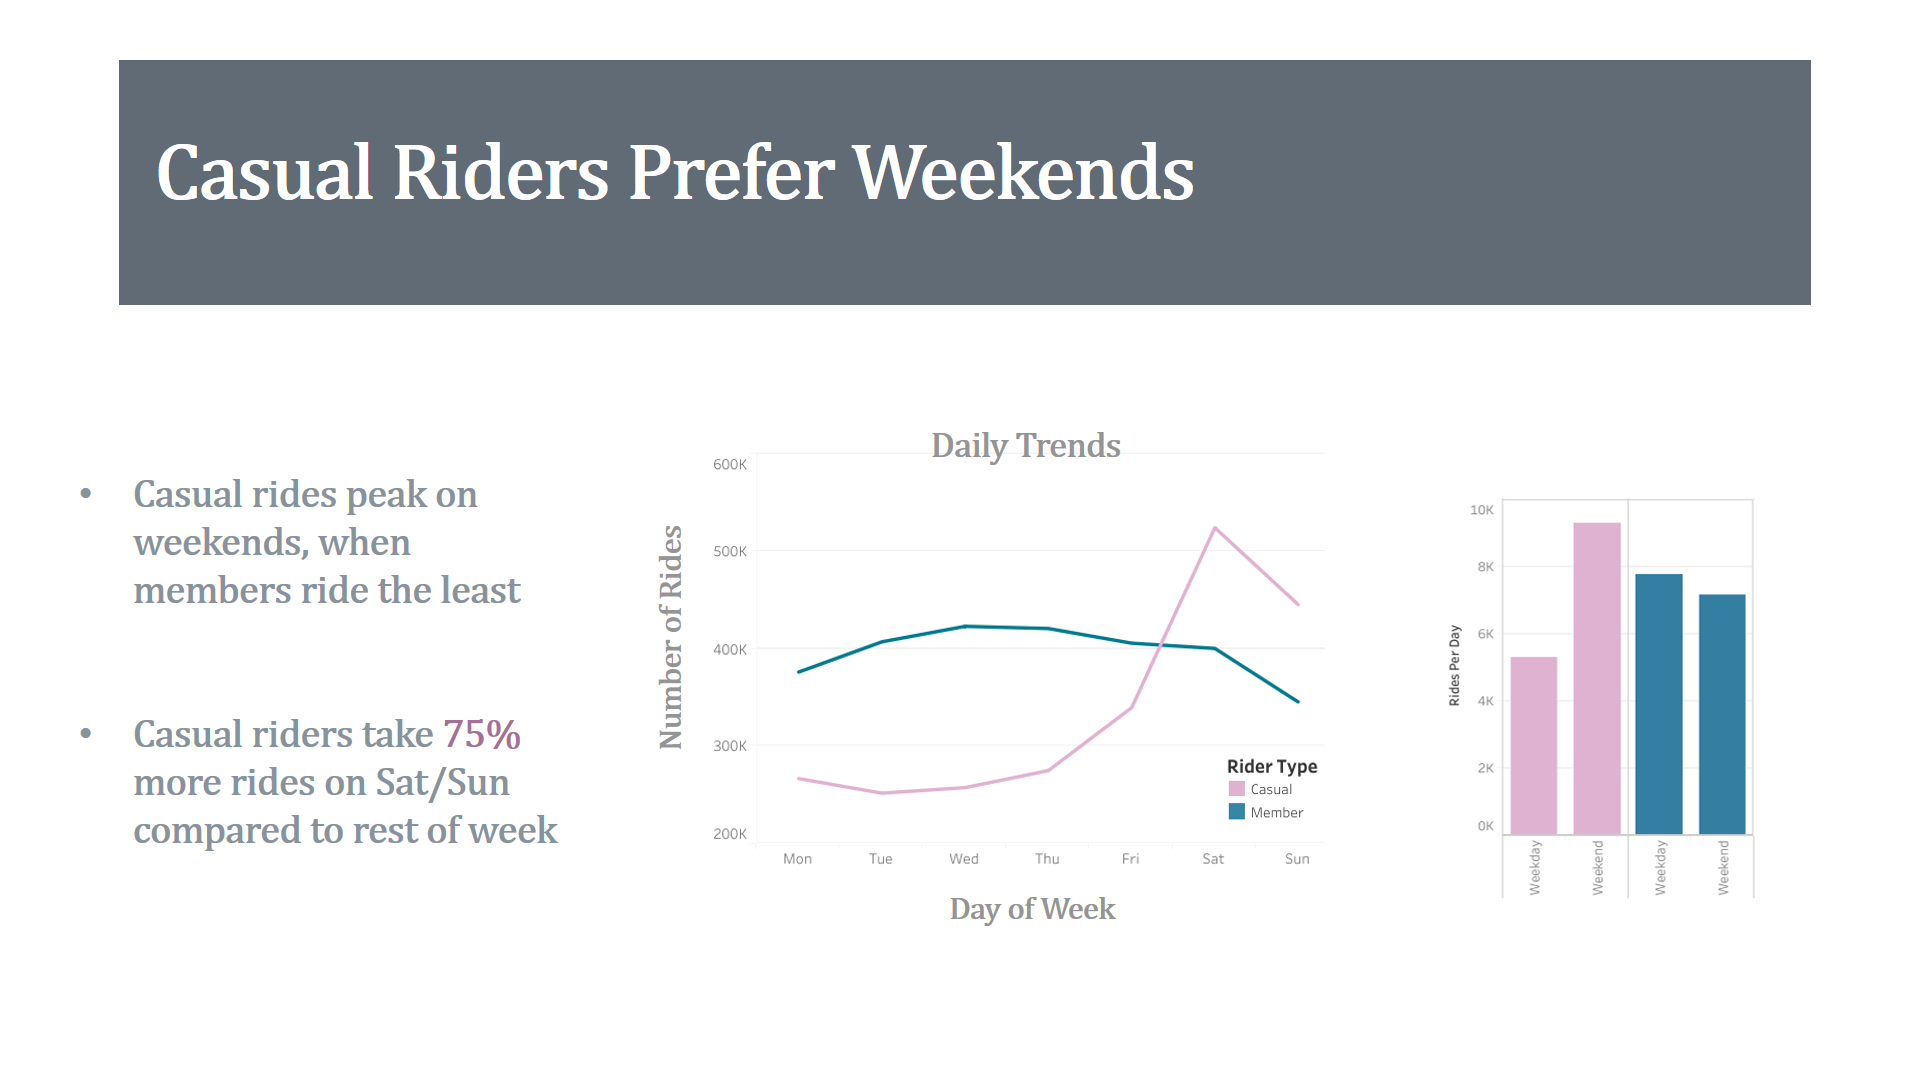 Casual Riders Prefer Weekends
• Casual rides peak on
weekends, when
members ride the least
• Casual riders take 75%
more rides on Sat/Sun
compared to rest of week
Daily Trends
Number of Rides
600K
500K
400K
300K
200K
Mon Tue Wed Thu Fri Sat Sun
Day of Week
Rider Type
Casual
Member
Rides Per Day
10K
8K
6K
4K
2K
0K
Weekday Weekend Weekday Weekend